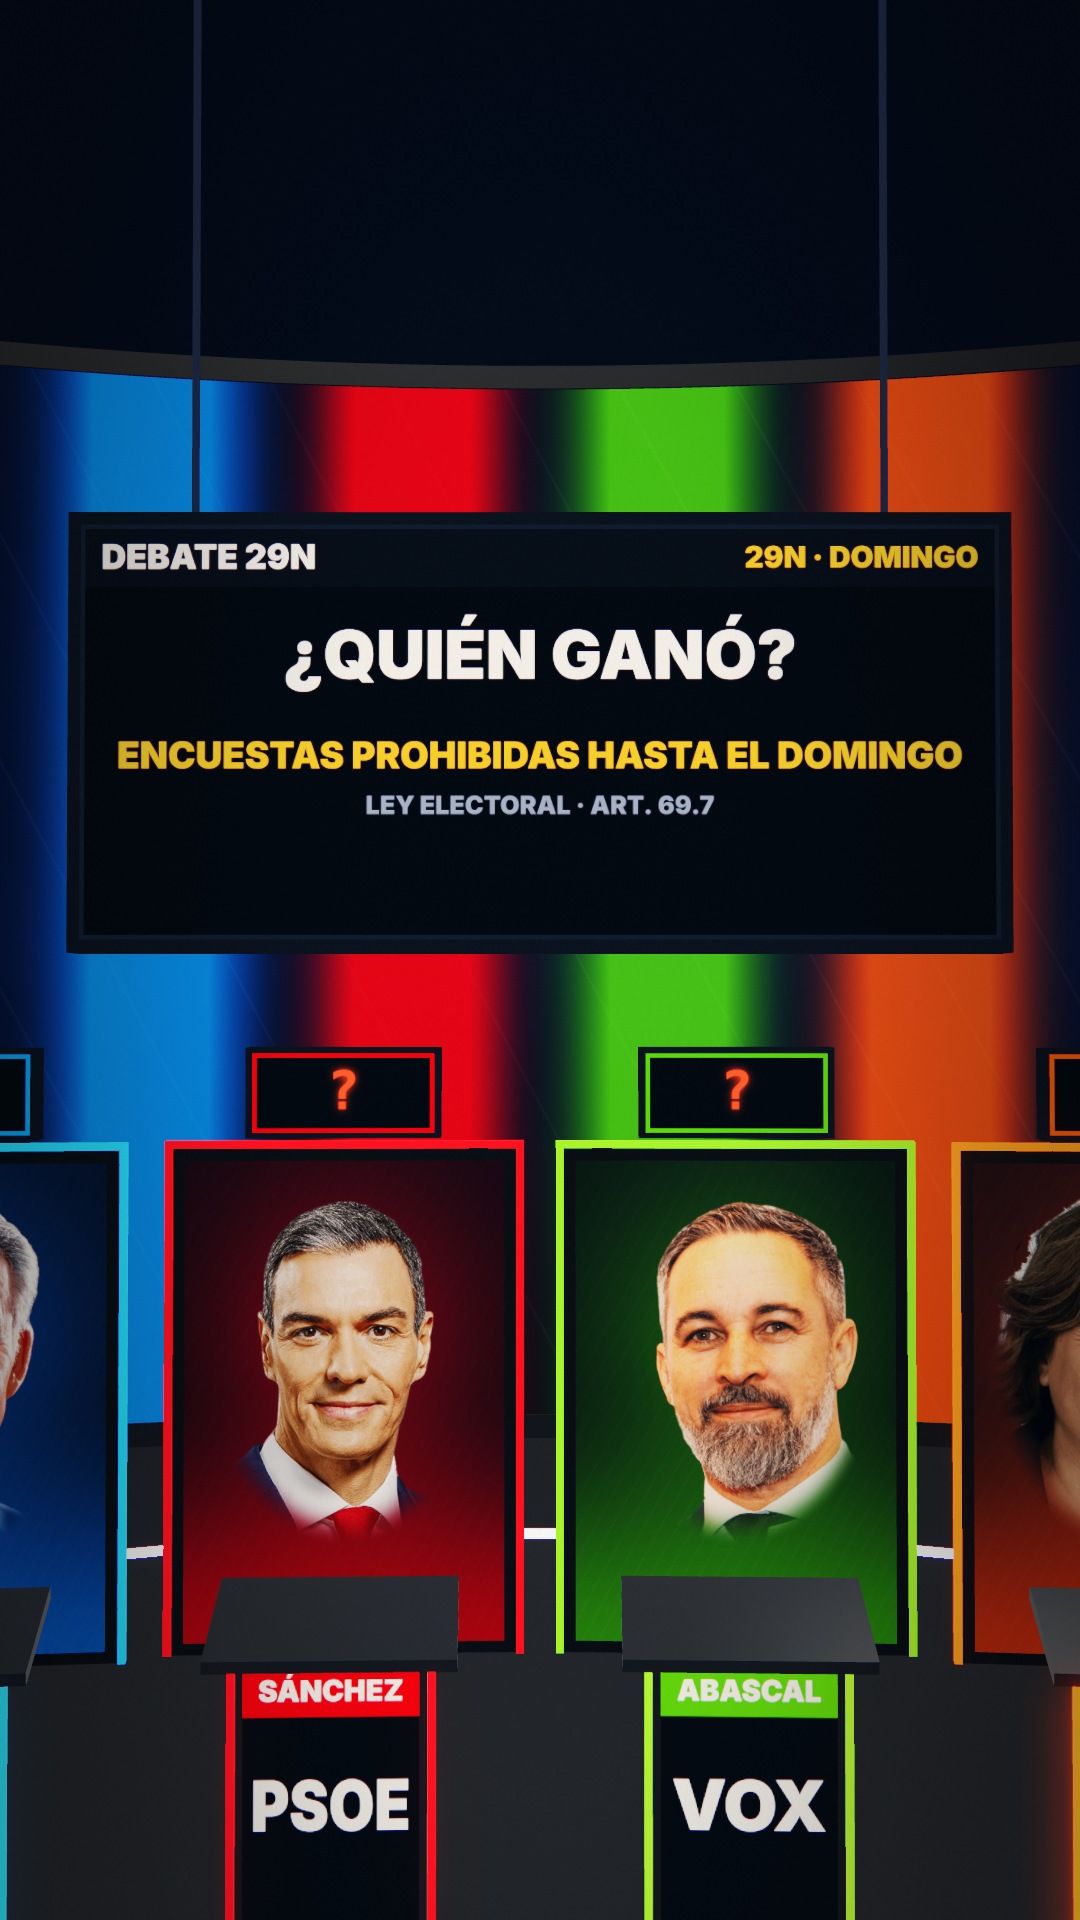 DEBATE 29N
29N · DOMINGO
¿QUIÉN GANÓ?
ENCUESTAS PROHIBIDAS HASTA EL DOMINGO
LEY ELECTORAL · ART. 69.7
?
?
SÁNCHEZ
ABASCAL
PSOE
VOX